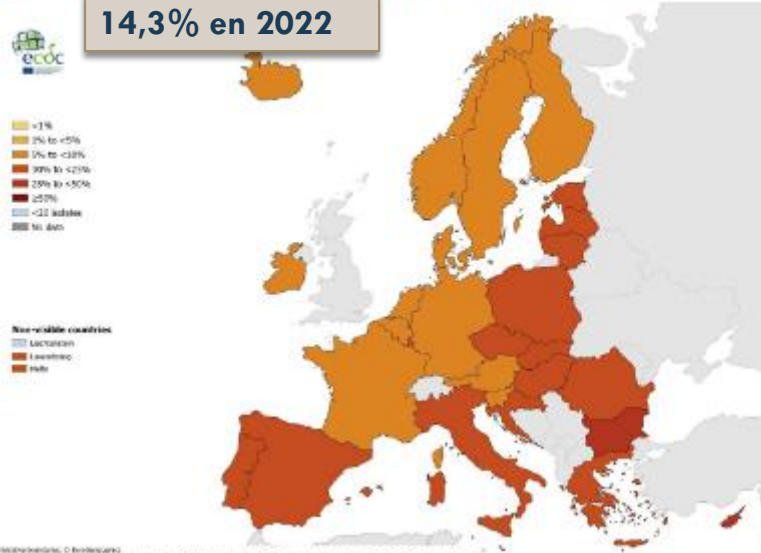 14,3% en 2022
ecdc
<1%
1% to <5%
5% to <10%
10% to <25%
25% to <50%
≥50%
<10 isolates
No data
Non-visible countries
Liechtenstein
Luxembourg
Malta